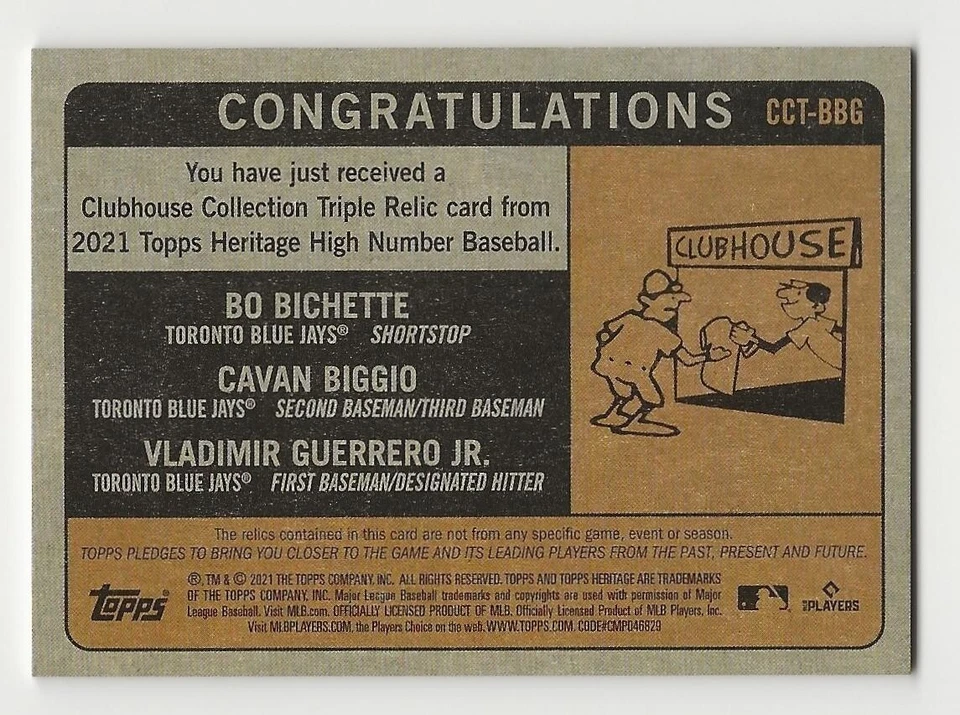 CONGRATULATIONS CCT-BBG
You have just received a
Clubhouse Collection Triple Relic card from
2021 Topps Heritage High Number Baseball.
CLUBHOUSE
BO BICHETTE
TORONTO BLUE JAYS® SHORTSTOP
CAVAN BIGGIO
TORONTO BLUE JAYS® SECOND BASEMAN/THIRD BASEMAN
VLADIMIR GUERRERO JR.
TORONTO BLUE JAYS® FIRST BASEMAN/DESIGNATED HITTER
The relics contained in this card are not from any specific game, event or season.
TOPPS PLEDGES TO BRING YOU CLOSER TO THE GAME AND ITS LEADING PLAYERS FROM THE PAST, PRESENT AND FUTURE.
topps
®, TM & © 2021 THE TOPPS COMPANY, INC. ALL RIGHTS RESERVED. TOPPS AND TOPPS HERITAGE ARE TRADEMARKS
OF THE TOPPS COMPANY, INC. Major League Baseball trademarks and copyrights are used with permission of Major
League Baseball. Visit MLB.com. OFFICIALLY LICENSED PRODUCT OF MLB. Officially Licensed Product of MLB Players, Inc.
Visit MLBPLAYERS.COM, the Players Choice on the web. WWW.TOPPS.COM. CODE#CMP046829
PLAYERS